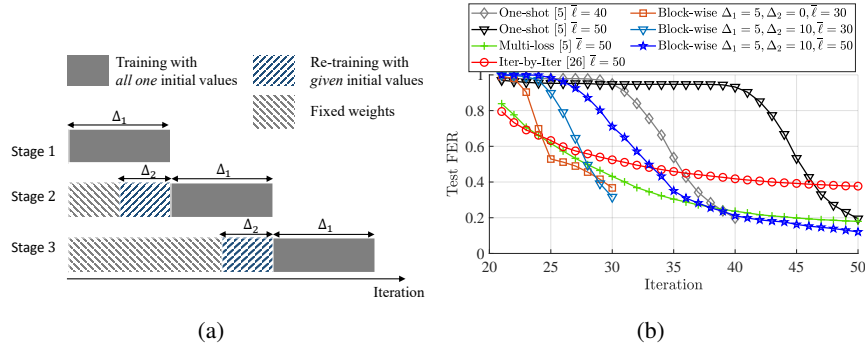 Training with
all one initial values
Re-training with
given initial values
Fixed weights
Δ₁
Stage 1
Δ₂
Δ₁
Stage 2
Δ₂
Δ₁
Stage 3
Iteration
(a)
One-shot [5] ℓ̅ = 40
One-shot [5] ℓ̅ = 50
Multi-loss [5] ℓ̅ = 50
Iter-by-Iter [26] ℓ̅ = 50
Block-wise Δ₁ = 5, Δ₂ = 0, ℓ̅ = 30
Block-wise Δ₁ = 5, Δ₂ = 10, ℓ̅ = 30
Block-wise Δ₁ = 5, Δ₂ = 10, ℓ̅ = 50
1
0.8
0.6
0.4
0.2
0
Test FER
21 25 30 35 40 45 50
Iteration
(b)